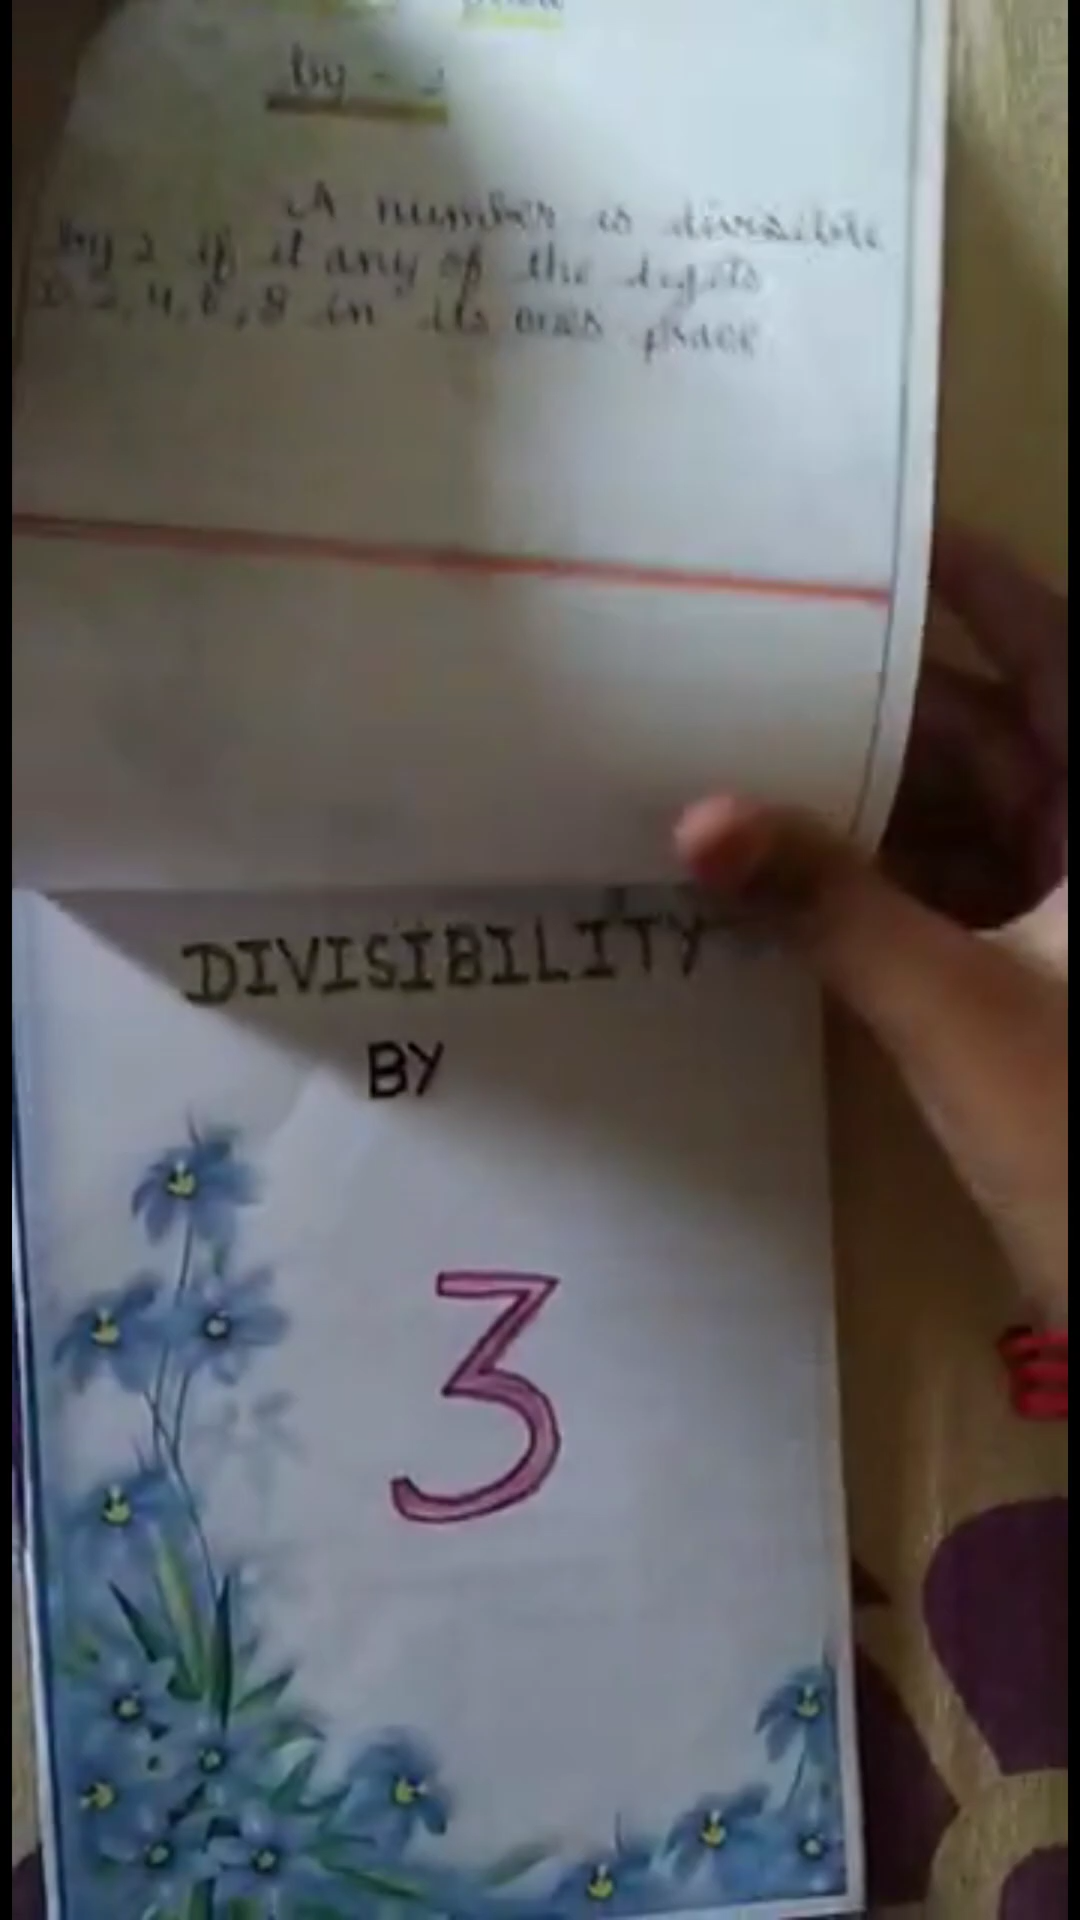 by - 2
A number is divisible
by 2 if it any of the digits
0, 2, 4, 6, 8 in its ones place
DIVISIBILITY
BY
3